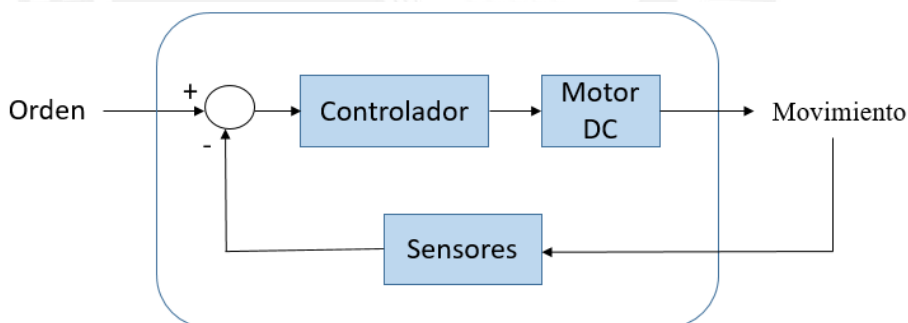 Orden
+
-
Controlador
Motor
DC
Movimiento
Sensores